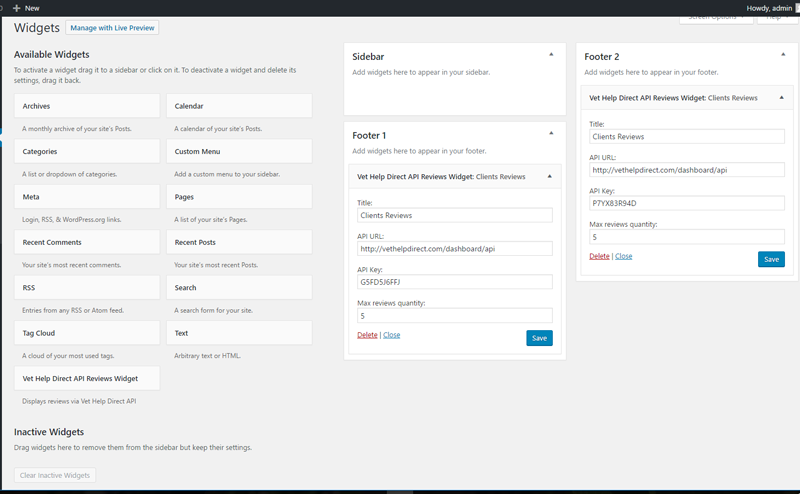 New
Howdy, admin
Widgets
Manage with Live Preview
Screen Options
Help
Available Widgets
To activate a widget drag it to a sidebar or click on it. To deactivate a widget and delete its
settings, drag it back.
Archives
Calendar
A monthly archive of your site's Posts.
A calendar of your site's Posts.
Categories
Custom Menu
A list or dropdown of categories.
Add a custom menu to your sidebar.
Meta
Pages
Login, RSS, & WordPress.org links.
A list of your site's Pages.
Recent Comments
Recent Posts
Your site's most recent comments.
Your site's most recent Posts.
RSS
Search
Entries from any RSS or Atom feed.
A search form for your site.
Tag Cloud
Text
A cloud of your most used tags.
Arbitrary text or HTML.
Vet Help Direct API Reviews Widget
Displays reviews via Vet Help Direct API
Inactive Widgets
Drag widgets here to remove them from the sidebar but keep their settings.
Clear Inactive Widgets
Sidebar
Add widgets here to appear in your sidebar.
Footer 1
Add widgets here to appear in your footer.
Vet Help Direct API Reviews Widget: Clients Reviews
Title:
Clients Reviews
API URL:
http://vethelpdirect.com/dashboard/api
API Key:
G5FD5J6FFJ
Max reviews quantity:
5
Delete | Close
Save
Footer 2
Add widgets here to appear in your footer.
Vet Help Direct API Reviews Widget: Clients Reviews
Title:
Clients Reviews
API URL:
http://vethelpdirect.com/dashboard/api
API Key:
P7YX83R94D
Max reviews quantity:
5
Delete | Close
Save